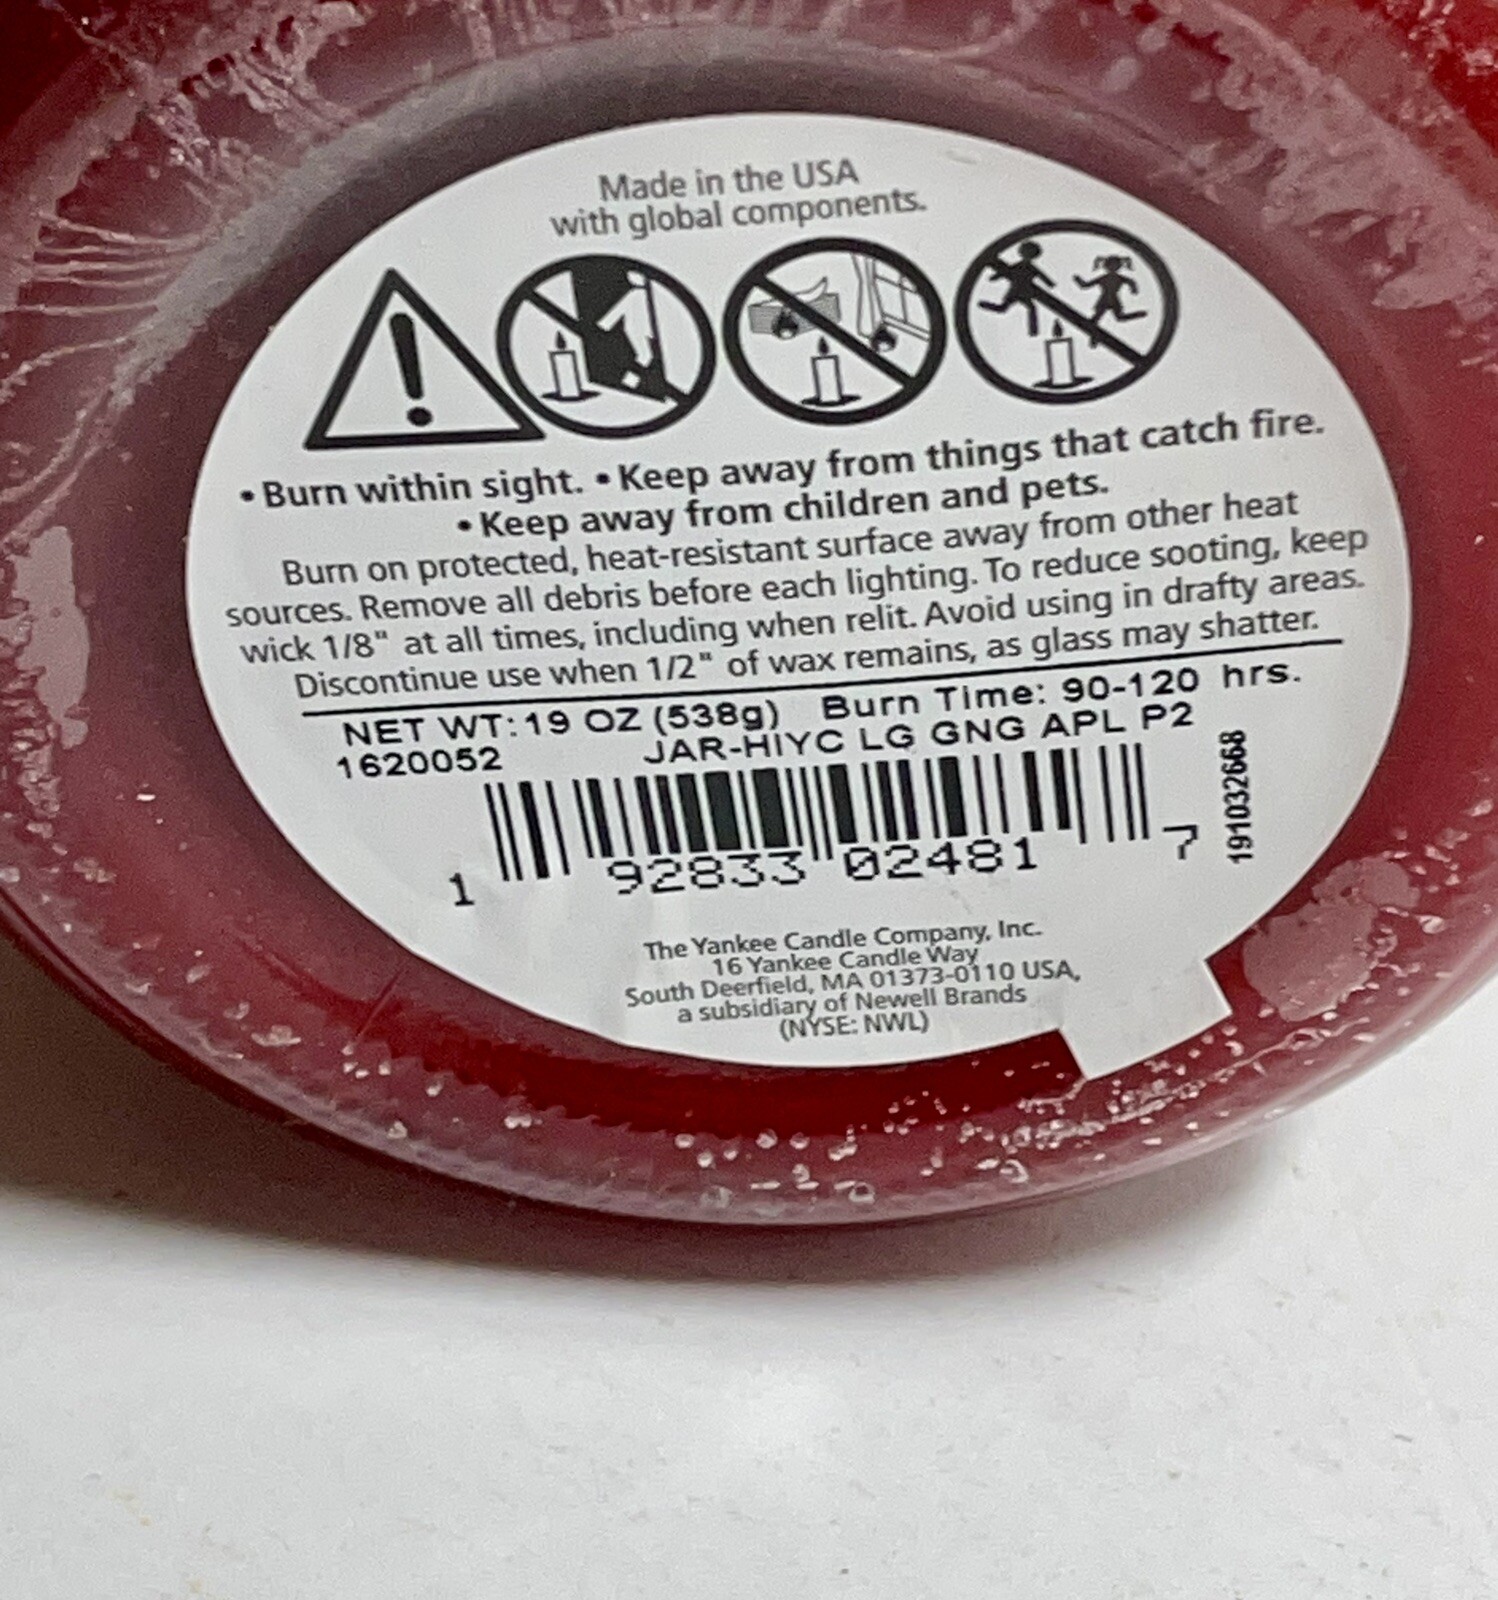 Made in the USA
with global components.
• Burn within sight. • Keep away from things that catch fire.
• Keep away from children and pets.
Burn on protected, heat-resistant surface away from other heat
sources. Remove all debris before each lighting. To reduce sooting, keep
wick 1/8" at all times, including when relit. Avoid using in drafty areas.
Discontinue use when 1/2" of wax remains, as glass may shatter.
NET WT: 19 OZ (538g) Burn Time: 90-120 hrs.
1620052 JAR-HIYC LG GNG APL P2
191032668
1 92833 02481 7
The Yankee Candle Company, Inc.
16 Yankee Candle Way
South Deerfield, MA 01373-0110 USA,
a subsidiary of Newell Brands
(NYSE: NWL)